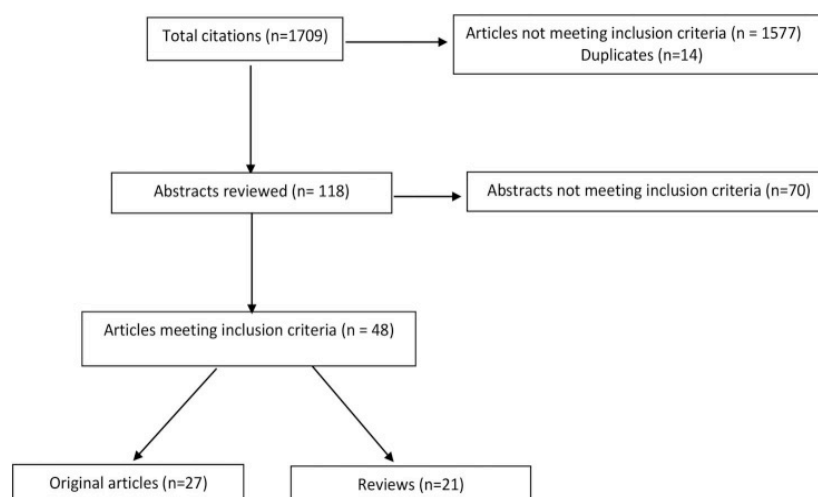 Total citations (n=1709)
Articles not meeting inclusion criteria (n = 1577)
Duplicates (n=14)
Abstracts reviewed (n= 118)
Abstracts not meeting inclusion criteria (n=70)
Articles meeting inclusion criteria (n = 48)
Original articles (n=27)
Reviews (n=21)